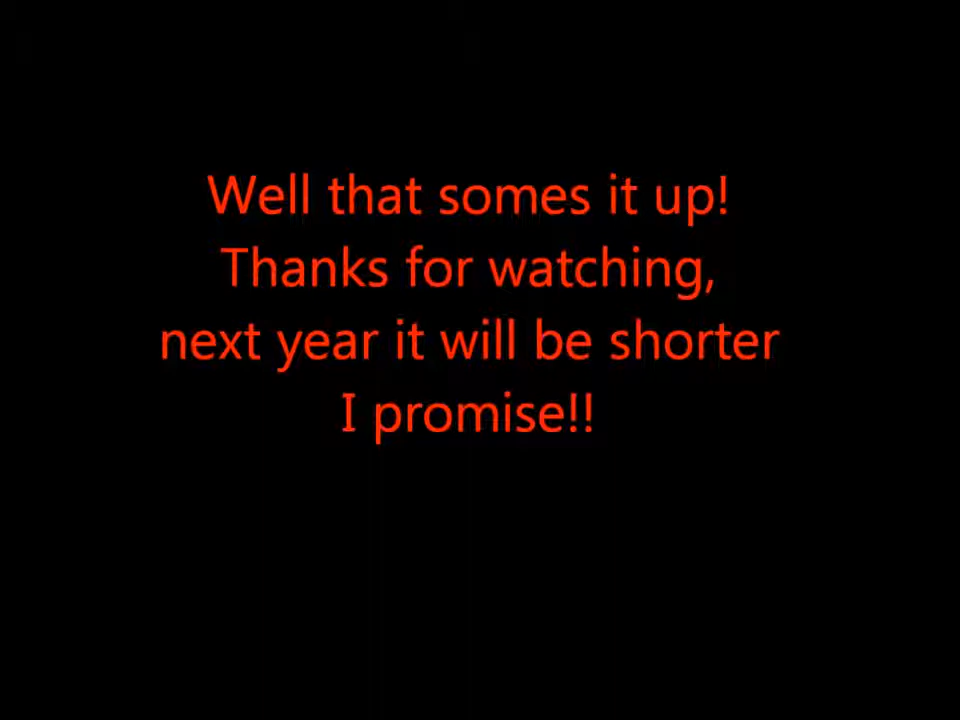 Well that somes it up!
Thanks for watching,
next year it will be shorter
I promise!!